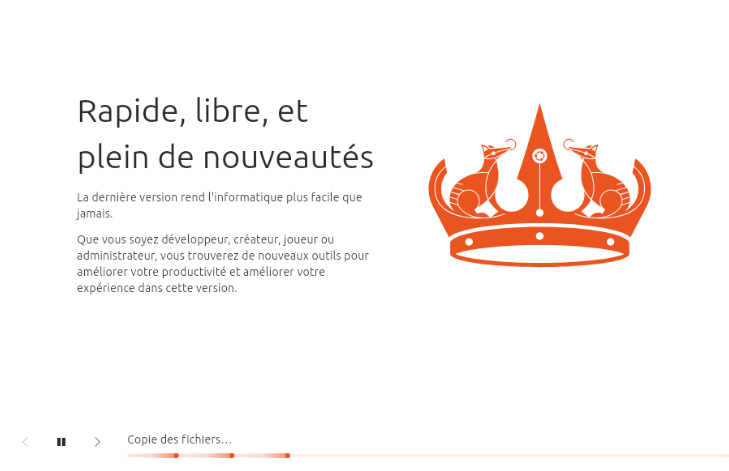 Rapide, libre, et
plein de nouveautés
La dernière version rend l'informatique plus facile que
jamais.
Que vous soyez développeur, créateur, joueur ou
administrateur, vous trouverez de nouveaux outils pour
améliorer votre productivité et améliorer votre
expérience dans cette version.
Copie des fichiers...